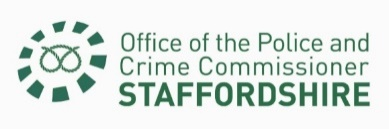 Office of the Police and
Crime Commissioner
STAFFORDSHIRE